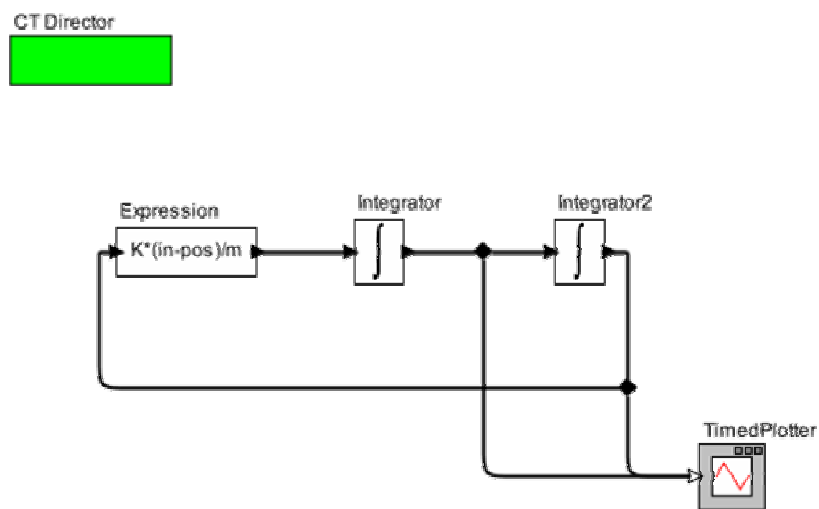 CT Director
Expression
Integrator
Integrator2
K*(in-pos)/m
TimedPlotter